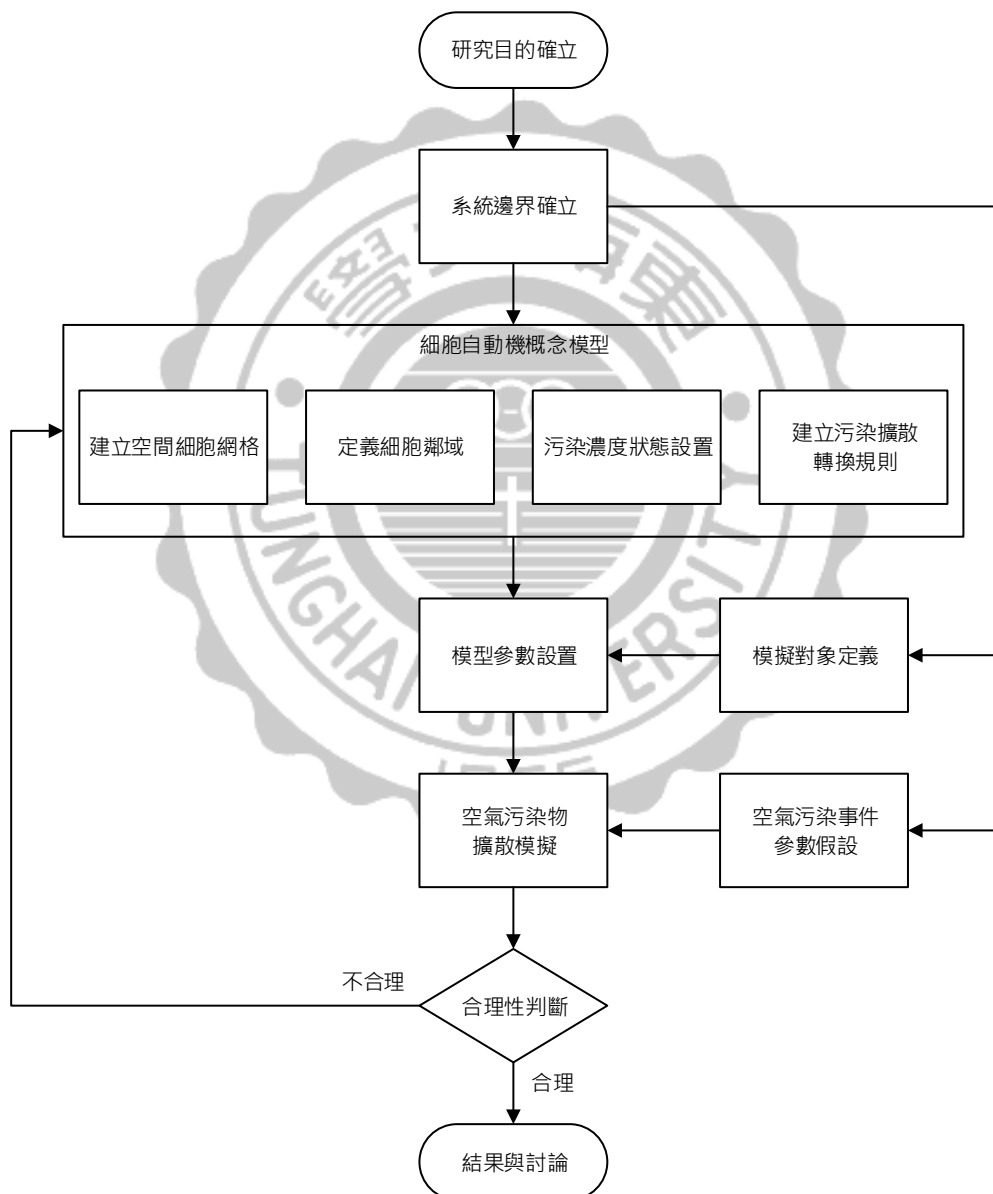 研究目的確立
系統邊界確立
細胞自動機概念模型
建立空間細胞網格
定義細胞鄰域
污染濃度狀態設置
建立污染擴散
轉換規則
模型參數設置
模擬對象定義
空氣污染物
擴散模擬
空氣污染事件
參數假設
不合理
合理性判斷
合理
結果與討論
TUNGHAI UNIVERSITY